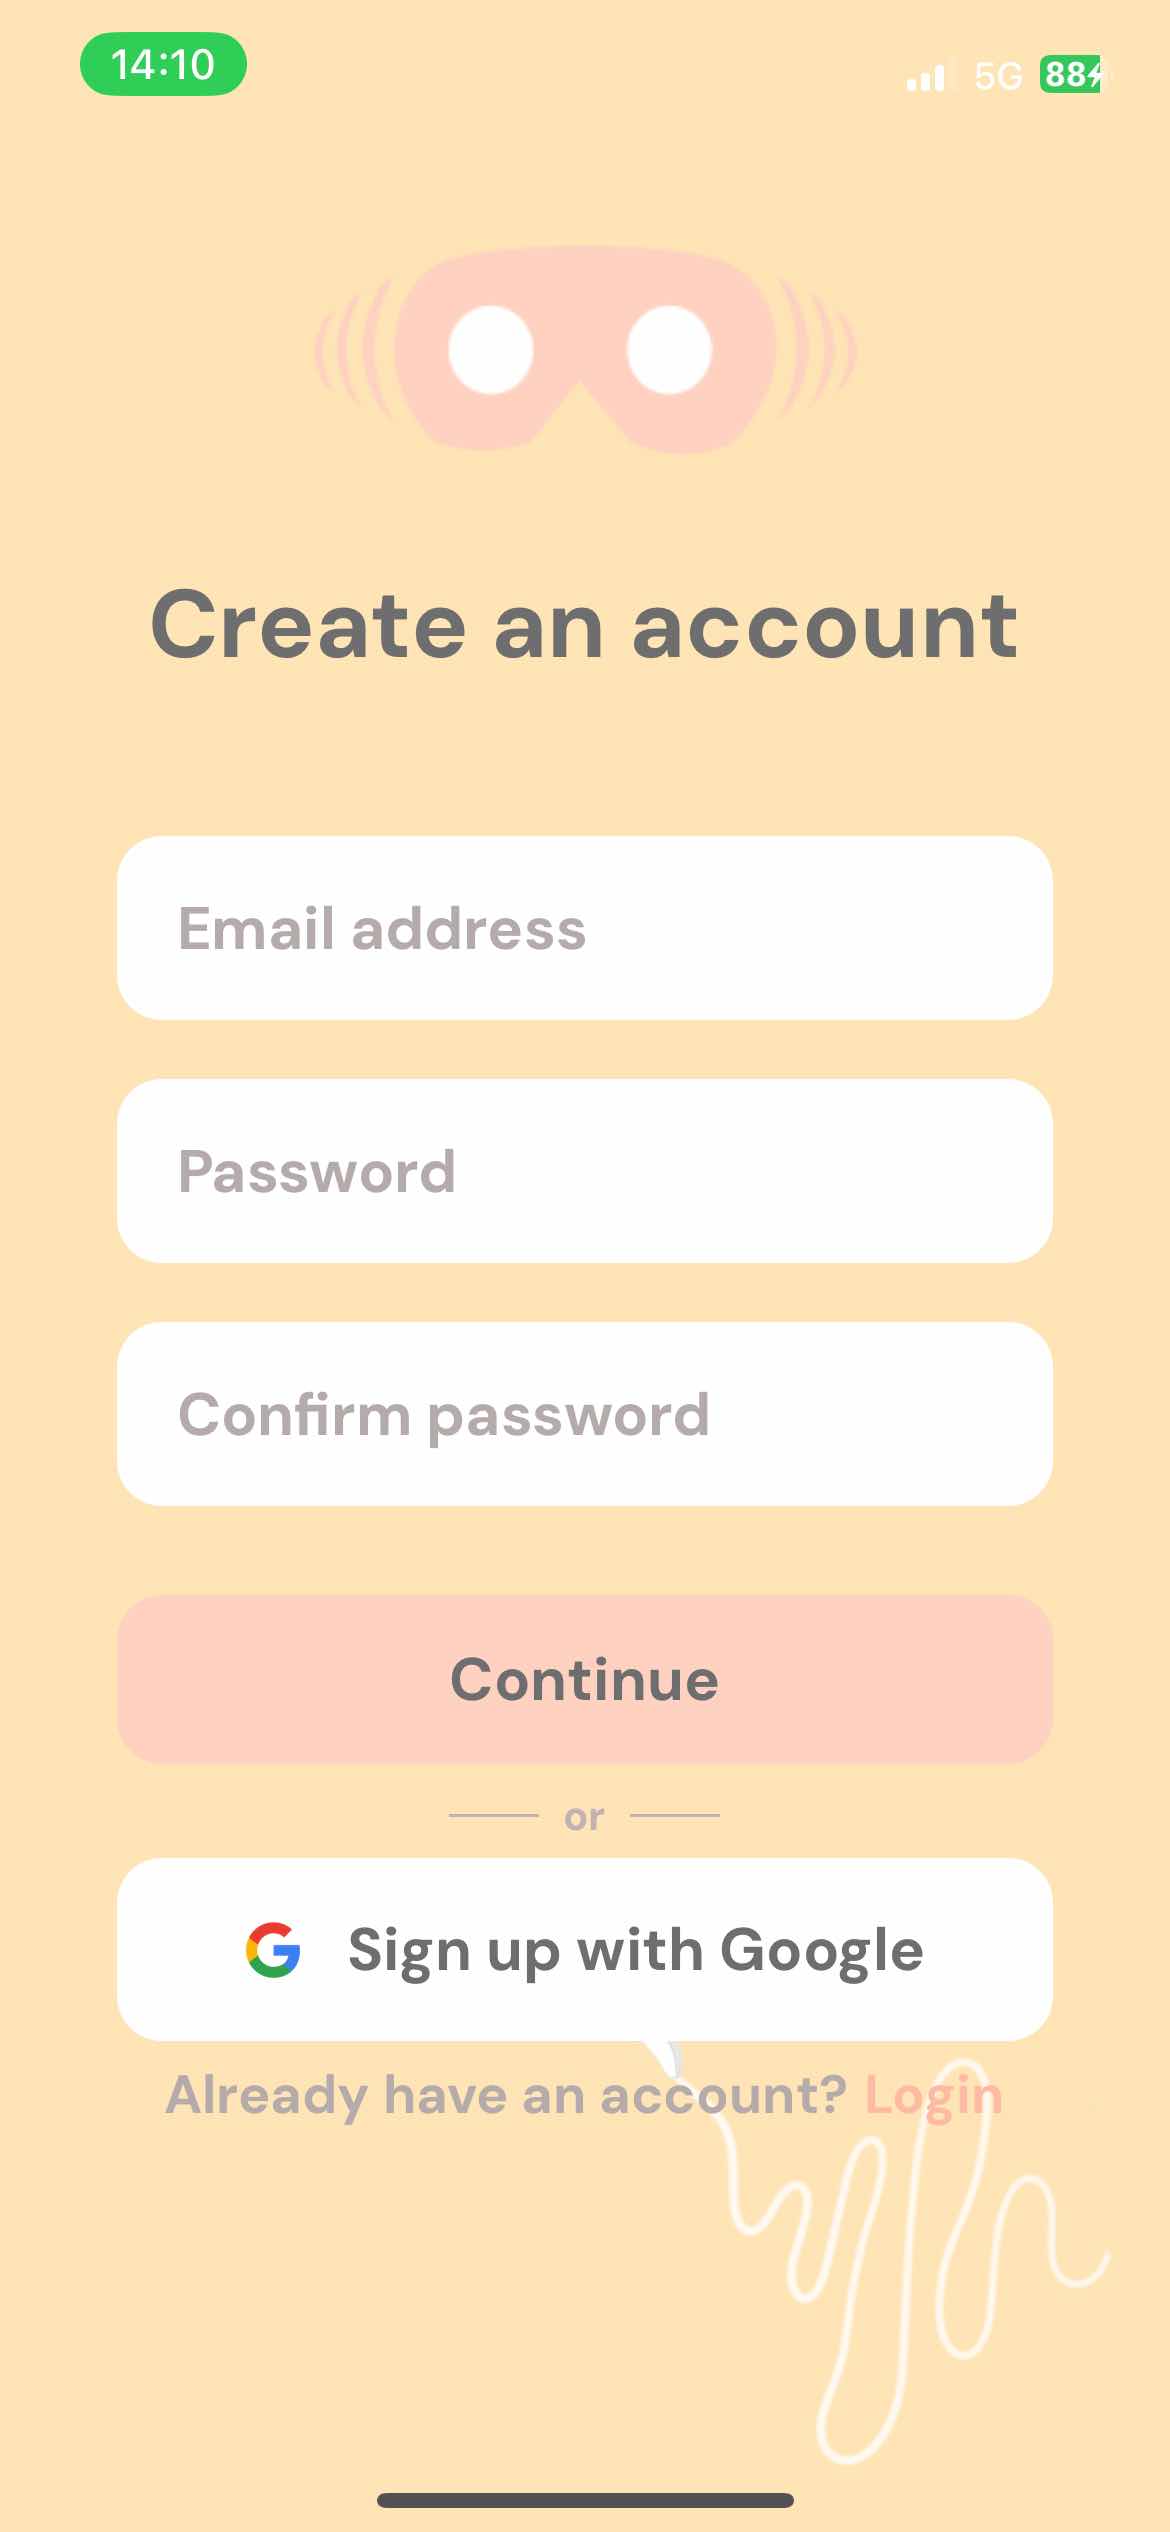 14:10
5G 88
Create an account
Email address
Password
Confirm password
Continue
or
Sign up with Google
Already have an account? Login